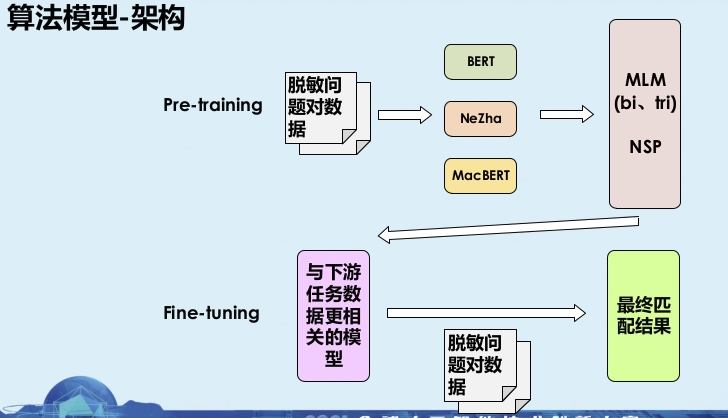 算法模型-架构
Pre-training
脱敏问
题对数
据
BERT
NeZha
MacBERT
MLM
(bi、tri)
NSP
Fine-tuning
与下游
任务数
据更相
关的模
型
脱敏问
题对数
据
最终匹
配结果